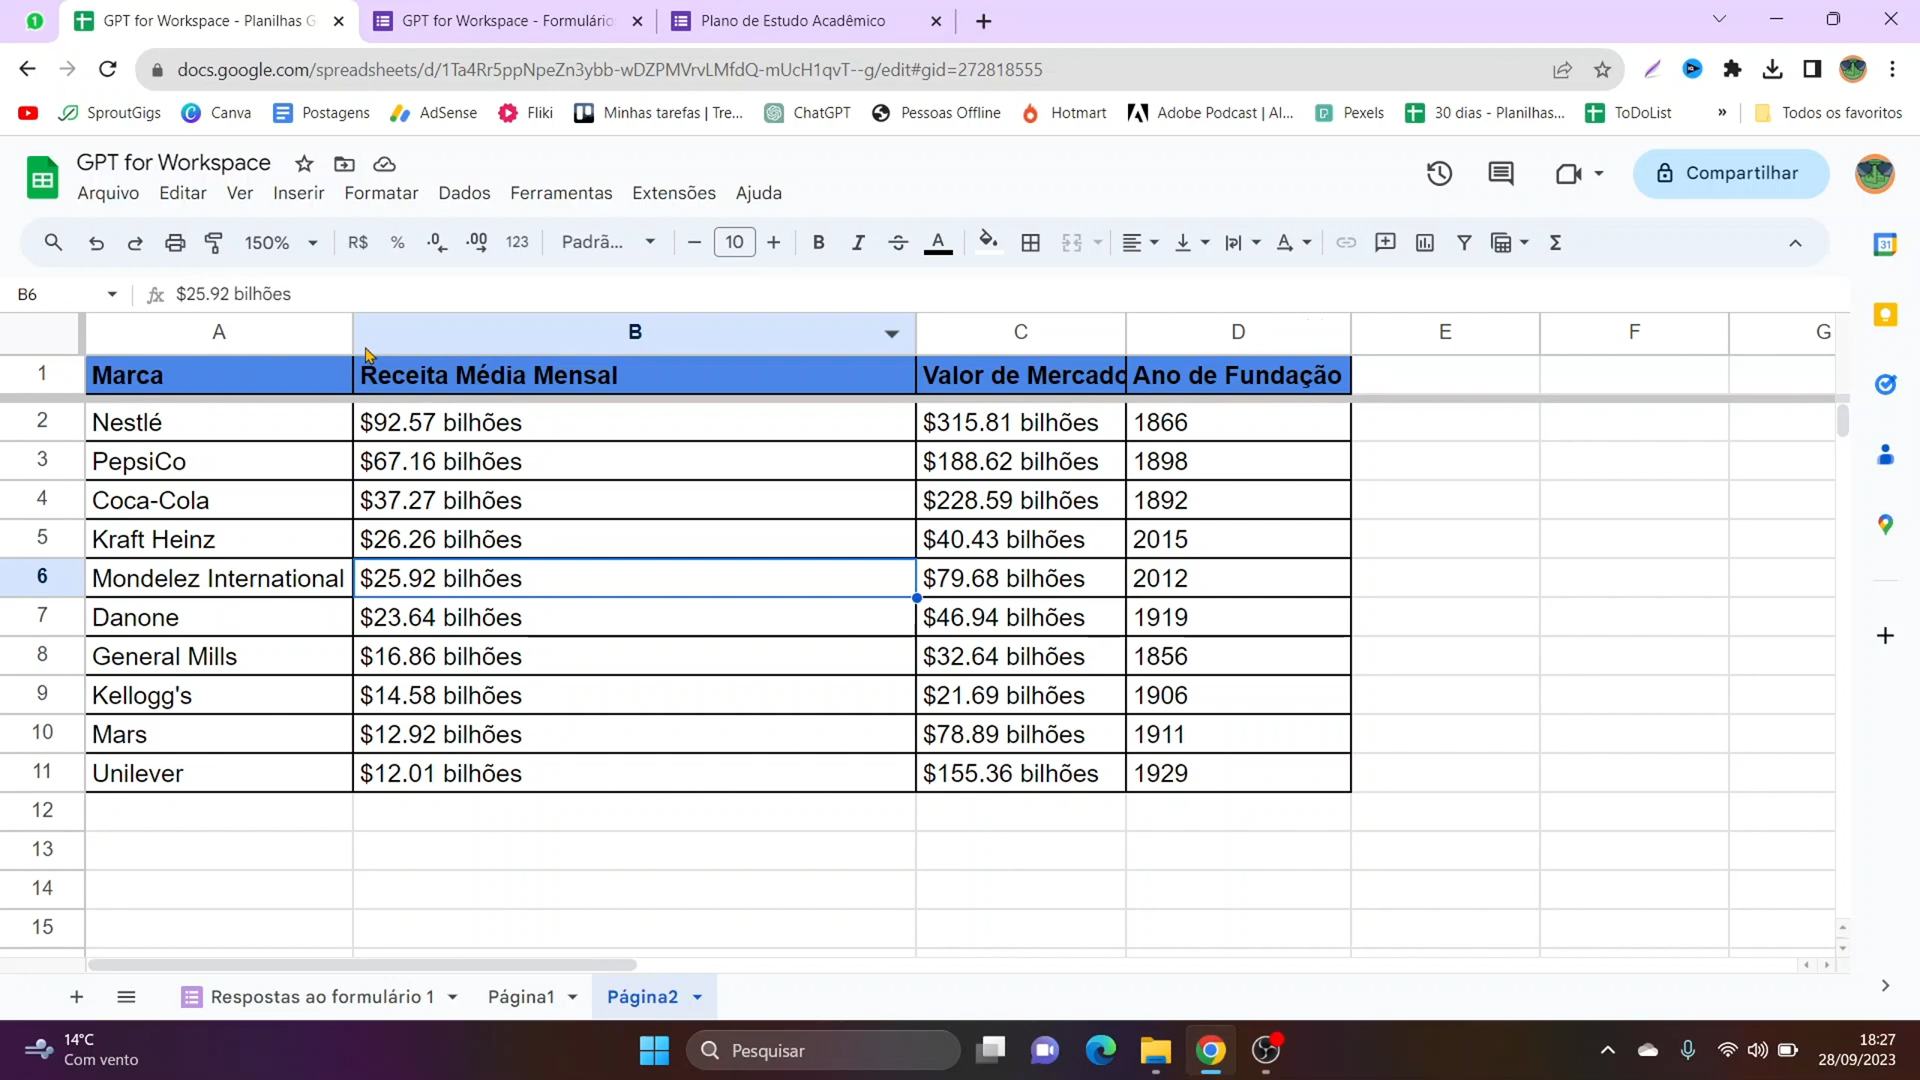 GPT for Workspace - Planilhas G
GPT for Workspace - Formulário
Plano de Estudo Acadêmico
docs.google.com/spreadsheets/d/1Ta4Rr5ppNpeZn3ybb-wDZPMVrvLMfdQ-mUcH1qvT--g/edit#gid=272818555
SproutGigs
Canva
Postagens
AdSense
Fliki
Minhas tarefas | Tre...
ChatGPT
Pessoas Offline
Hotmart
Adobe Podcast | AI...
Pexels
30 dias - Planilhas...
ToDoList
»
Todos os favoritos
GPT for Workspace
Arquivo Editar Ver Inserir Formatar Dados Ferramentas Extensões Ajuda
Compartilhar
150% R$ % .0 .00 123 Padrã... 10 B I A
31
B6 fx $25.92 bilhões
A B C D E F G
1 Marca Receita Média Mensal Valor de Mercado Ano de Fundação
2 Nestlé $92.57 bilhões $315.81 bilhões 1866
3 PepsiCo $67.16 bilhões $188.62 bilhões 1898
4 Coca-Cola $37.27 bilhões $228.59 bilhões 1892
5 Kraft Heinz $26.26 bilhões $40.43 bilhões 2015
6 Mondelez International $25.92 bilhões $79.68 bilhões 2012
7 Danone $23.64 bilhões $46.94 bilhões 1919
8 General Mills $16.86 bilhões $32.64 bilhões 1856
9 Kellogg's $14.58 bilhões $21.69 bilhões 1906
10 Mars $12.92 bilhões $78.89 bilhões 1911
11 Unilever $12.01 bilhões $155.36 bilhões 1929
12
13
14
15
Respostas ao formulário 1 Página1 Página2
14°C
Com vento
Pesquisar
18:27
28/09/2023